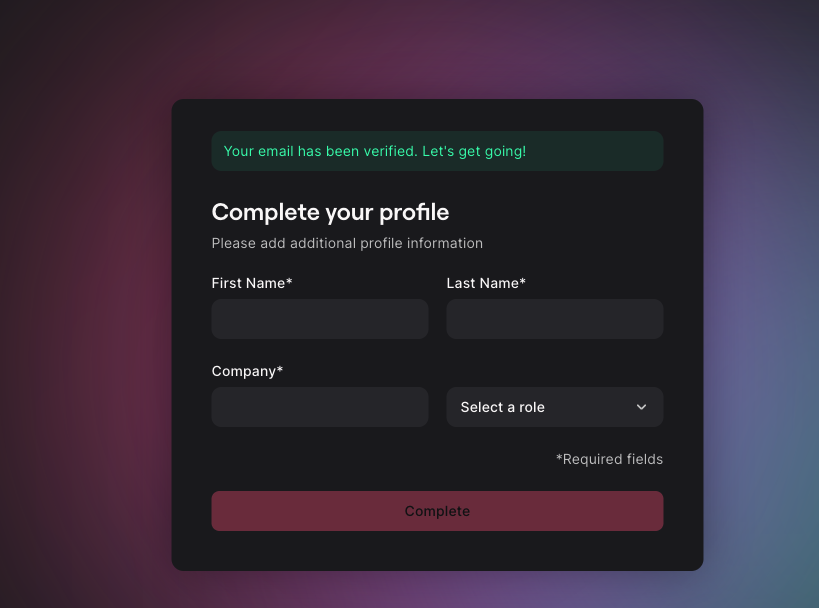 Your email has been verified. Let's get going!
Complete your profile
Please add additional profile information
First Name* Last Name*
Company*
Select a role
*Required fields
Complete